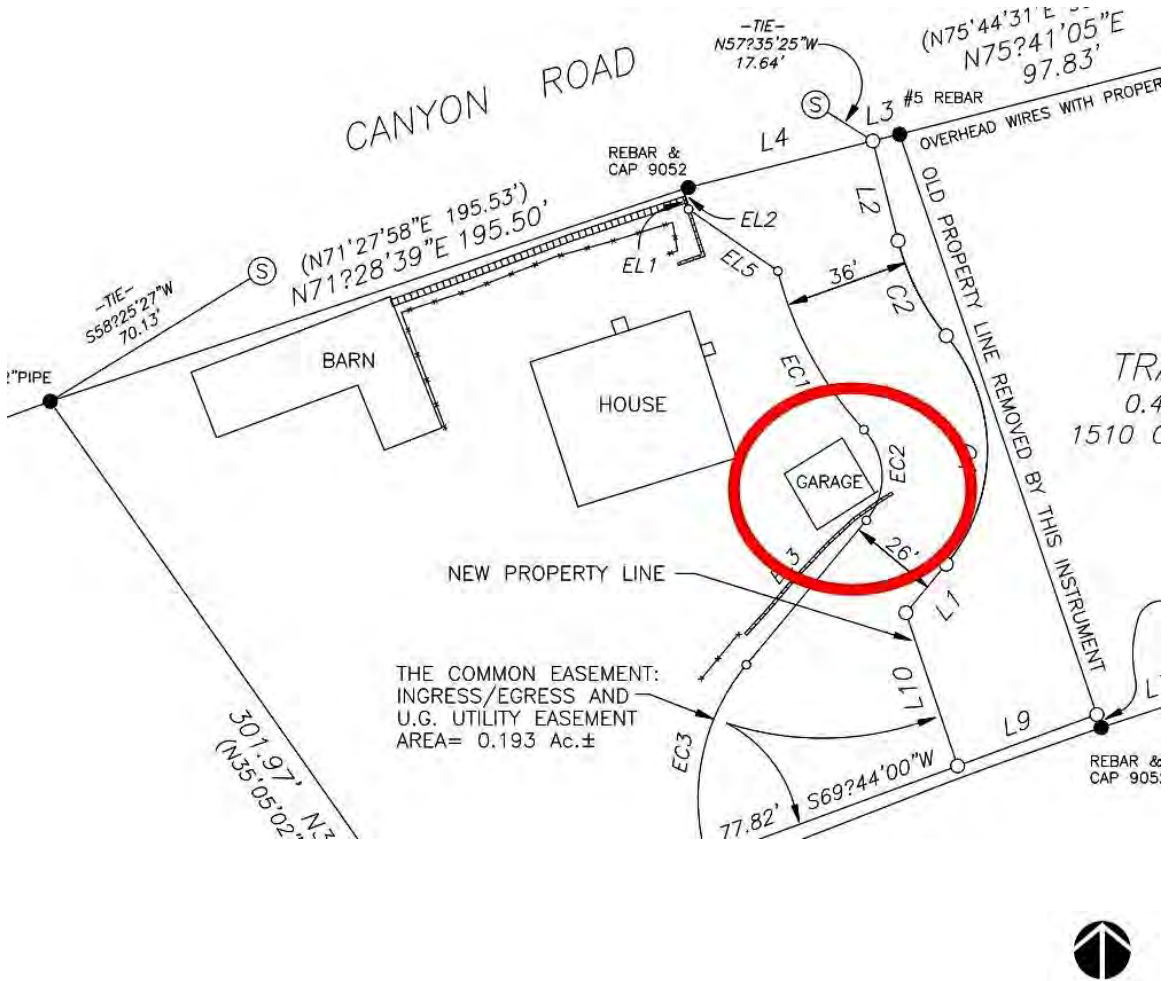 -TIE-
N57?35'25"W
17.64'
(N75'44'31"E
N75?41'05"E
97.83'
CANYON ROAD
#5 REBAR
L3
OVERHEAD WIRES WITH PROPER
L4
REBAR &
CAP 9052
S
L2
OLD PROPERTY LINE REMOVED BY THIS INSTRUMENT
(N71'27'58"E 195.53')
N71?28'39"E 195.50'
EL2
EL1
EL5
36'
C2
S
-TIE-
S58?25'27"W
70.13'
2"PIPE
BARN
HOUSE
EC1
TRA
0.4
1510
GARAGE
EC2
26'
NEW PROPERTY LINE
L1
THE COMMON EASEMENT:
INGRESS/EGRESS AND
U.G. UTILITY EASEMENT
AREA= 0.193 Ac.±
L10
L9
EC3
301.97' N3
(N35'05'02"
77.82' S69?44'00"W
REBAR &
CAP 9052